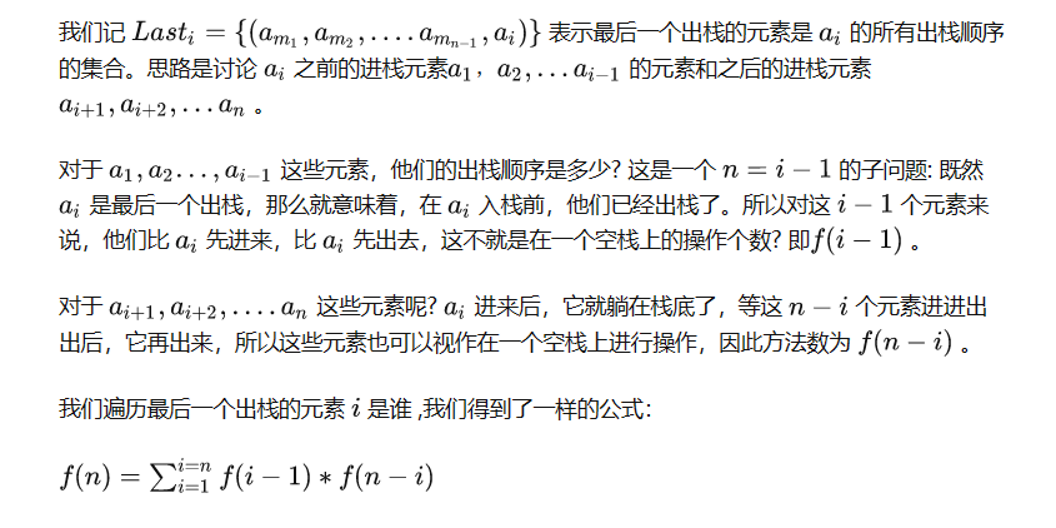 我们记 Last_i = {(a_{m_1}, a_{m_2}, .... a_{m_{n-1}}, a_i)} 表示最后一个出栈的元素是 a_i 的所有出栈顺序
的集合。思路是讨论 a_i 之前的进栈元素a_1，a_2, ... a_{i-1} 的元素和之后的进栈元素
a_{i+1}, a_{i+2}, ... a_n 。
对于 a_1, a_2 ..., a_{i-1} 这些元素，他们的出栈顺序是多少? 这是一个 n = i - 1 的子问题: 既然
a_i 是最后一个出栈，那么就意味着，在 a_i 入栈前，他们已经出栈了。所以对这 i - 1 个元素来
说，他们比 a_i 先进来，比 a_i 先出去，这不就是在一个空栈上的操作个数? 即f(i - 1) 。
对于 a_{i+1}, a_{i+2}, .... a_n 这些元素呢? a_i 进来后，它就躺在栈底了，等这 n - i 个元素进进出
出后，它再出来，所以这些元素也可以视作在一个空栈上进行操作，因此方法数为 f(n - i) 。
我们遍历最后一个出栈的元素 i 是谁 ,我们得到了一样的公式：
f(n) = ∑_{i=1}^{i=n} f(i - 1) * f(n - i)